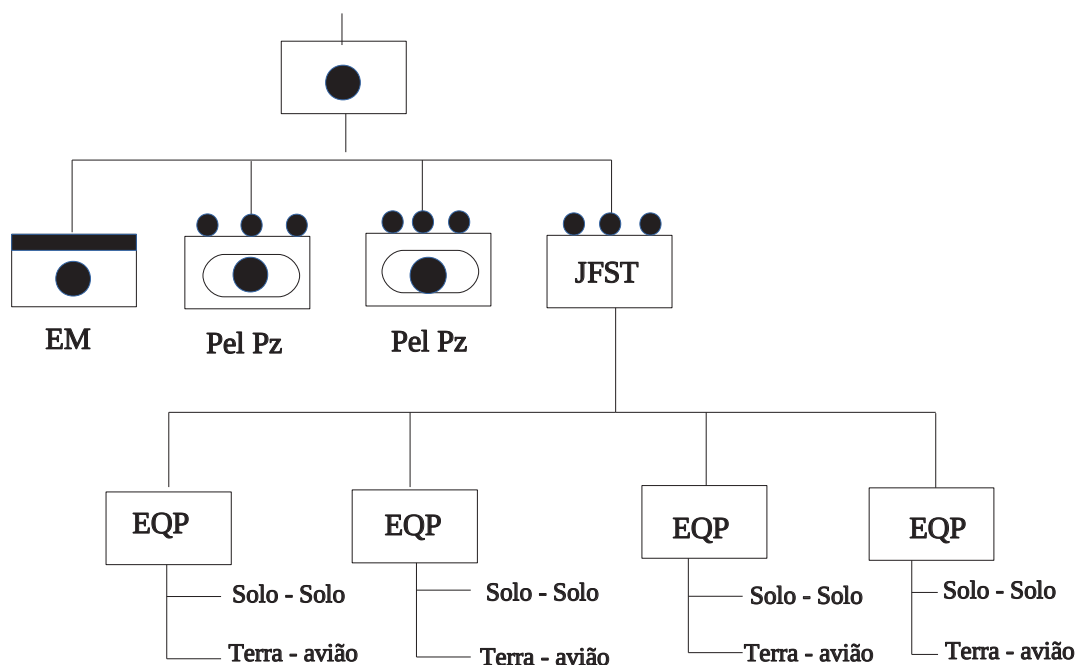 JFST
EM
Pel Pz
Pel Pz
EQP
EQP
EQP
EQP
Solo - Solo
Solo - Solo
Solo - Solo
Solo - Solo
Terra - avião
Terra - avião
Terra - avião
Terra - avião